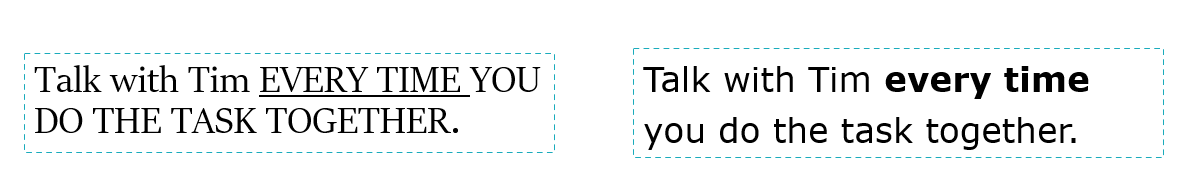 Talk with Tim EVERY TIME YOU
DO THE TASK TOGETHER.
Talk with Tim every time
you do the task together.